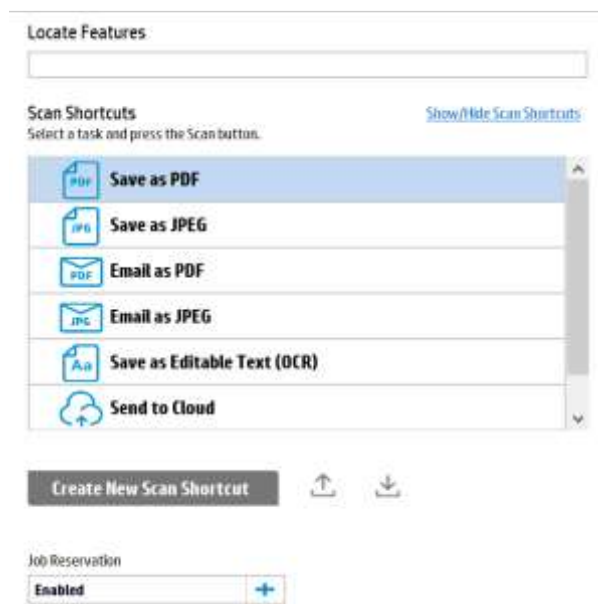 Locate Features
Scan Shortcuts
Show/Hide Scan Shortcuts
Select a task and press the Scan button.
PDF Save as PDF
JPG Save as JPEG
PDF Email as PDF
JPG Email as JPEG
Aa Save as Editable Text (OCR)
Send to Cloud
Create New Scan Shortcut
Job Reservation
Enabled